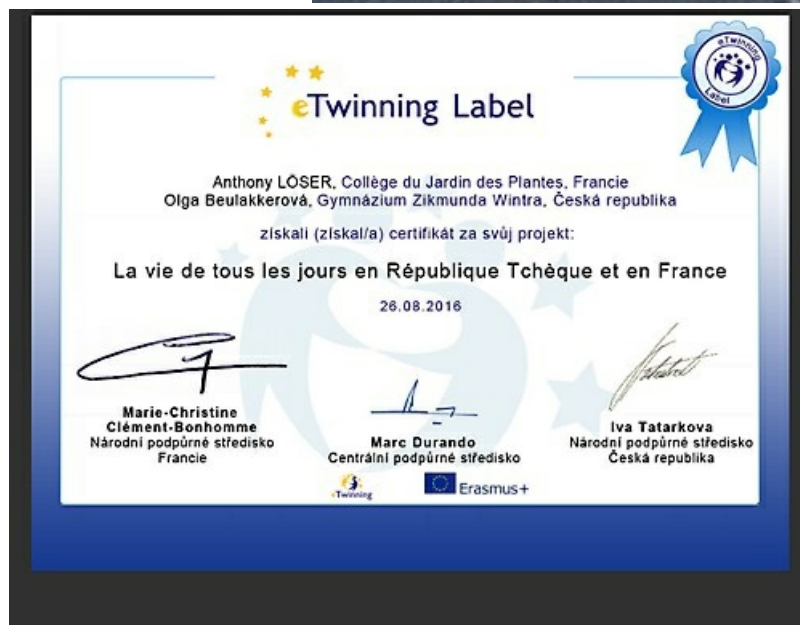 eTwinning Label
eTwinning
Label
Anthony LÖSER, Collège du Jardin des Plantes, Francie
Olga Beulakkerová, Gymnázium Zikmunda Wintra, Česká republika
získali (získal/a) certifikát za svůj projekt:
La vie de tous les jours en République Tchèque et en France
26.08.2016
Marie-Christine
Clément-Bonhomme
Národní podpůrné středisko
Francie
Marc Durando
Centrální podpůrné středisko
Iva Tatarkova
Národní podpůrné středisko
Česká republika
eTwinning
Erasmus+